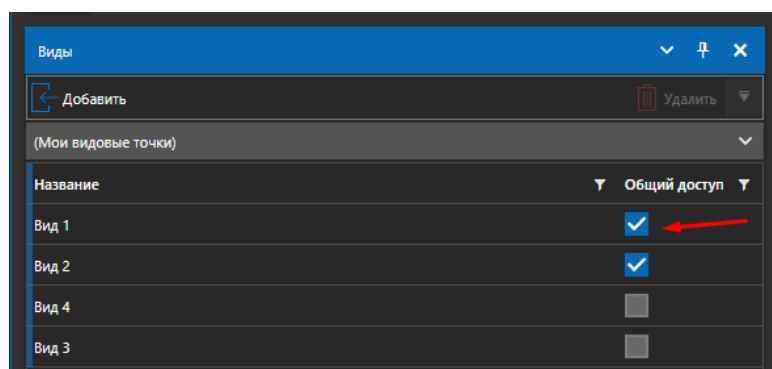 Виды
Добавить Удалить
(Мои видовые точки)
Название Общий доступ
Вид 1
Вид 2
Вид 4
Вид 3